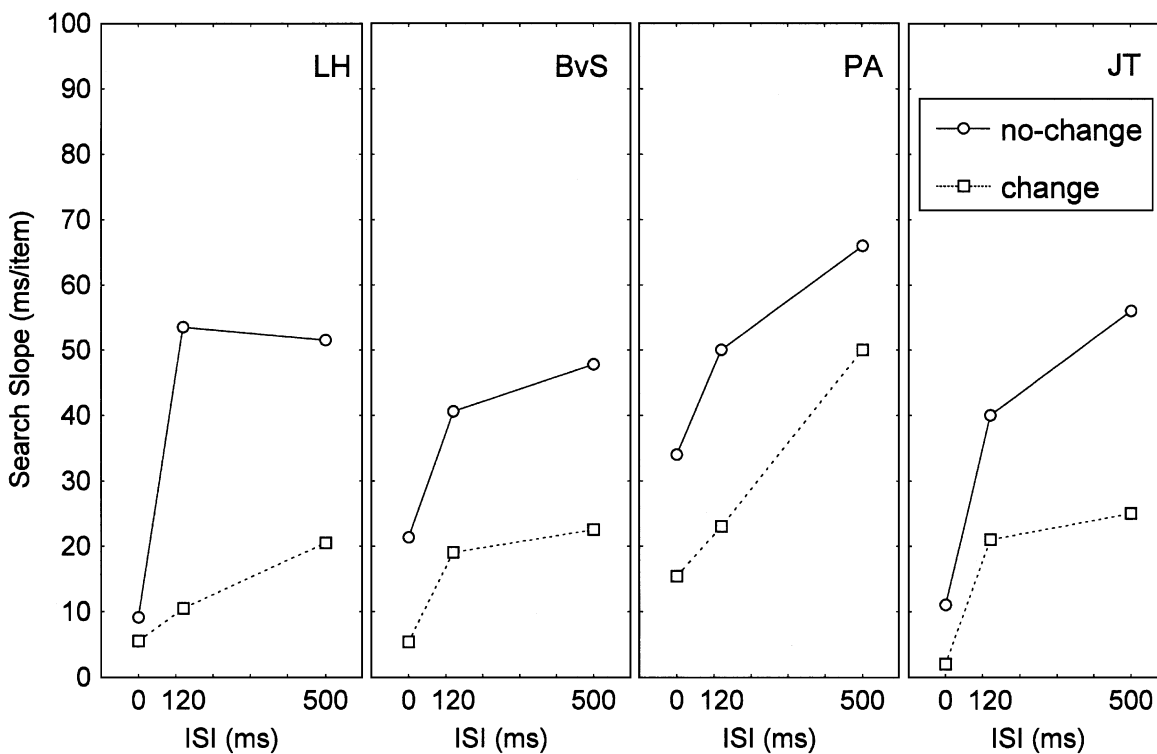 100
90
80
70
60
50
40
30
20
10
0
Search Slope (ms/item)
LH
BvS
PA
JT
no-change
change
0 120 500
0 120 500
0 120 500
0 120 500
ISI (ms)
ISI (ms)
ISI (ms)
ISI (ms)